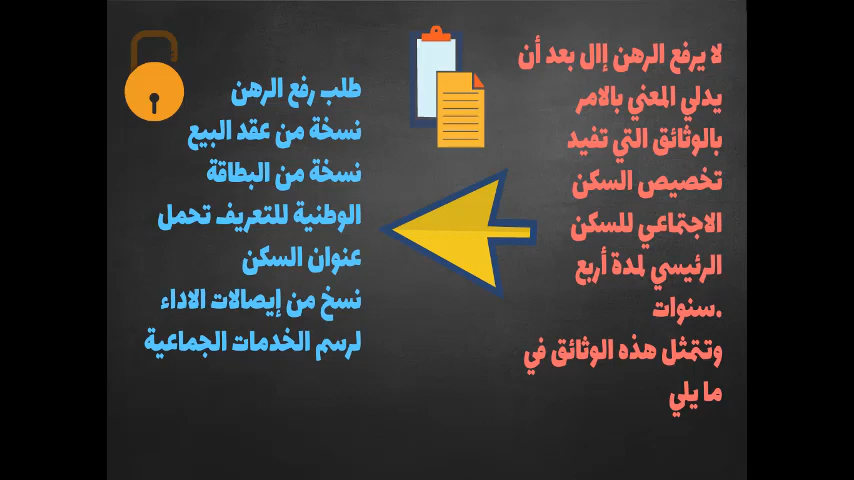 لا يرفع الرهن إال بعد أن
يدلي المعني بالامر
بالوثائق التي تفيد
تخصيص السكن
الاجتماعي للسكن
الرئيسي لمدة أربع
.سنوات
وتتمثل هذه الوثائق في
ما يلي
طلب رفع الرهن
نسخة من عقد البيع
نسخة من البطاقة
الوطنية للتعريف تحمل
عنوان السكن
نسخ من إيصالات الاداء
لرسم الخدمات الجماعية